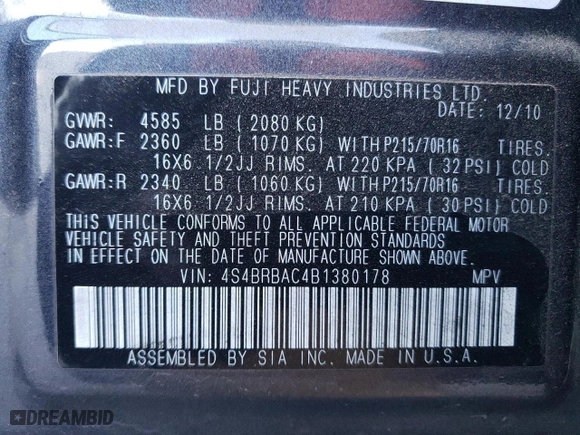 MFD BY FUJI HEAVY INDUSTRIES LTD.
DATE: 12/10
GVWR: 4585 LB ( 2080 KG)
GAWR:F 2360 LB ( 1070 KG) WITH P215/70R16 TIRES.
16X6 1/2JJ RIMS. AT 220 KPA ( 32 PSI) COLD
GAWR:R 2340 LB ( 1060 KG) WITH P215/70R16 TIRES.
16X6 1/2JJ RIMS. AT 210 KPA ( 30 PSI) COLD
THIS VEHICLE CONFORMS TO ALL APPLICABLE FEDERAL MOTOR
VEHICLE SAFETY AND THEFT PREVENTION STANDARDS
IN EFFECT ON THE DATE OF MANUFACTURE SHOWN ABOVE.
VIN: 4S4BRBAC4B1380178 MPV
ASSEMBLED BY SIA INC. MADE IN U.S.A.
DREAMBID